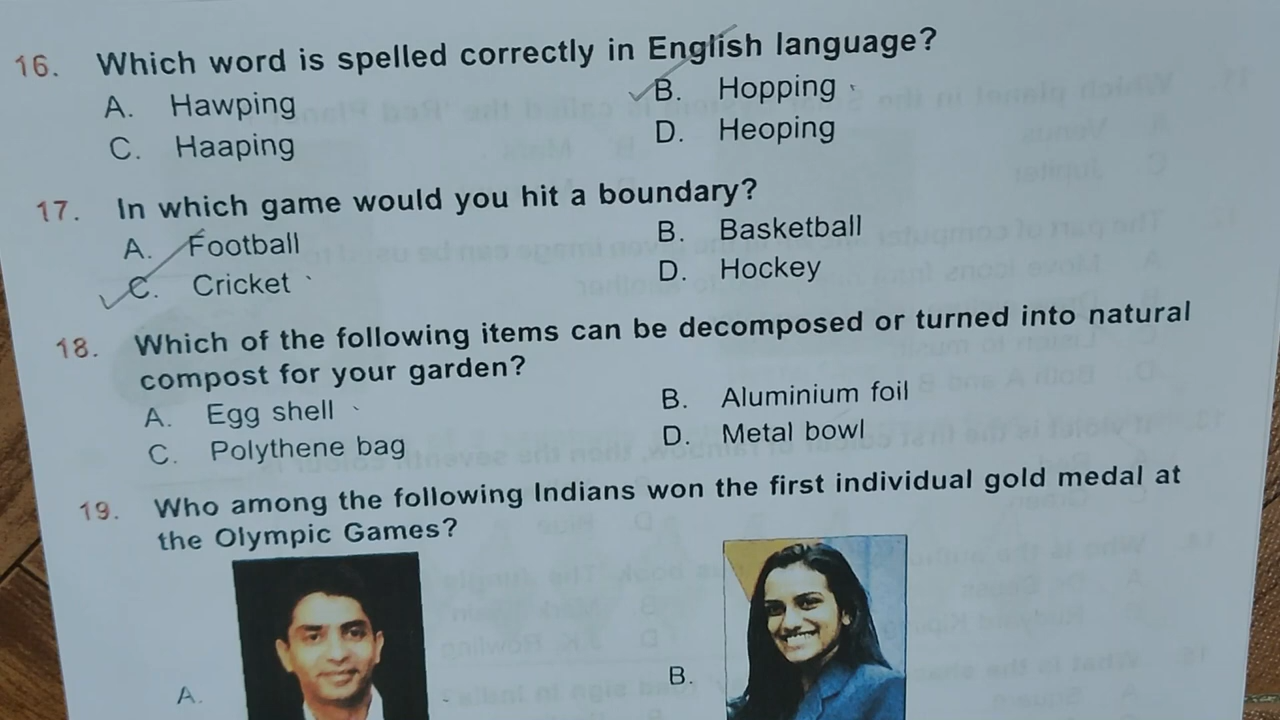 16. Which word is spelled correctly in English language?
A. Hawping B. Hopping
C. Haaping D. Heoping
17. In which game would you hit a boundary?
A. Football B. Basketball
C. Cricket D. Hockey
18. Which of the following items can be decomposed or turned into natural
compost for your garden?
A. Egg shell B. Aluminium foil
C. Polythene bag D. Metal bowl
19. Who among the following Indians won the first individual gold medal at
the Olympic Games?
A. B.